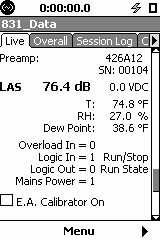 0:00:00.0
831_Data
Live Overall Session Log C
Preamp: 426A12
SN: 00104
LAS 76.4 dB 0.0 VDC
T: 74.8 °F
RH: 27.0 %
Dew Point: 38.6 °F
Overload In = 0
Logic In = 1 Run/Stop
Logic Out = 0 Run State
Mains Power = 1
E.A. Calibrator On
Menu